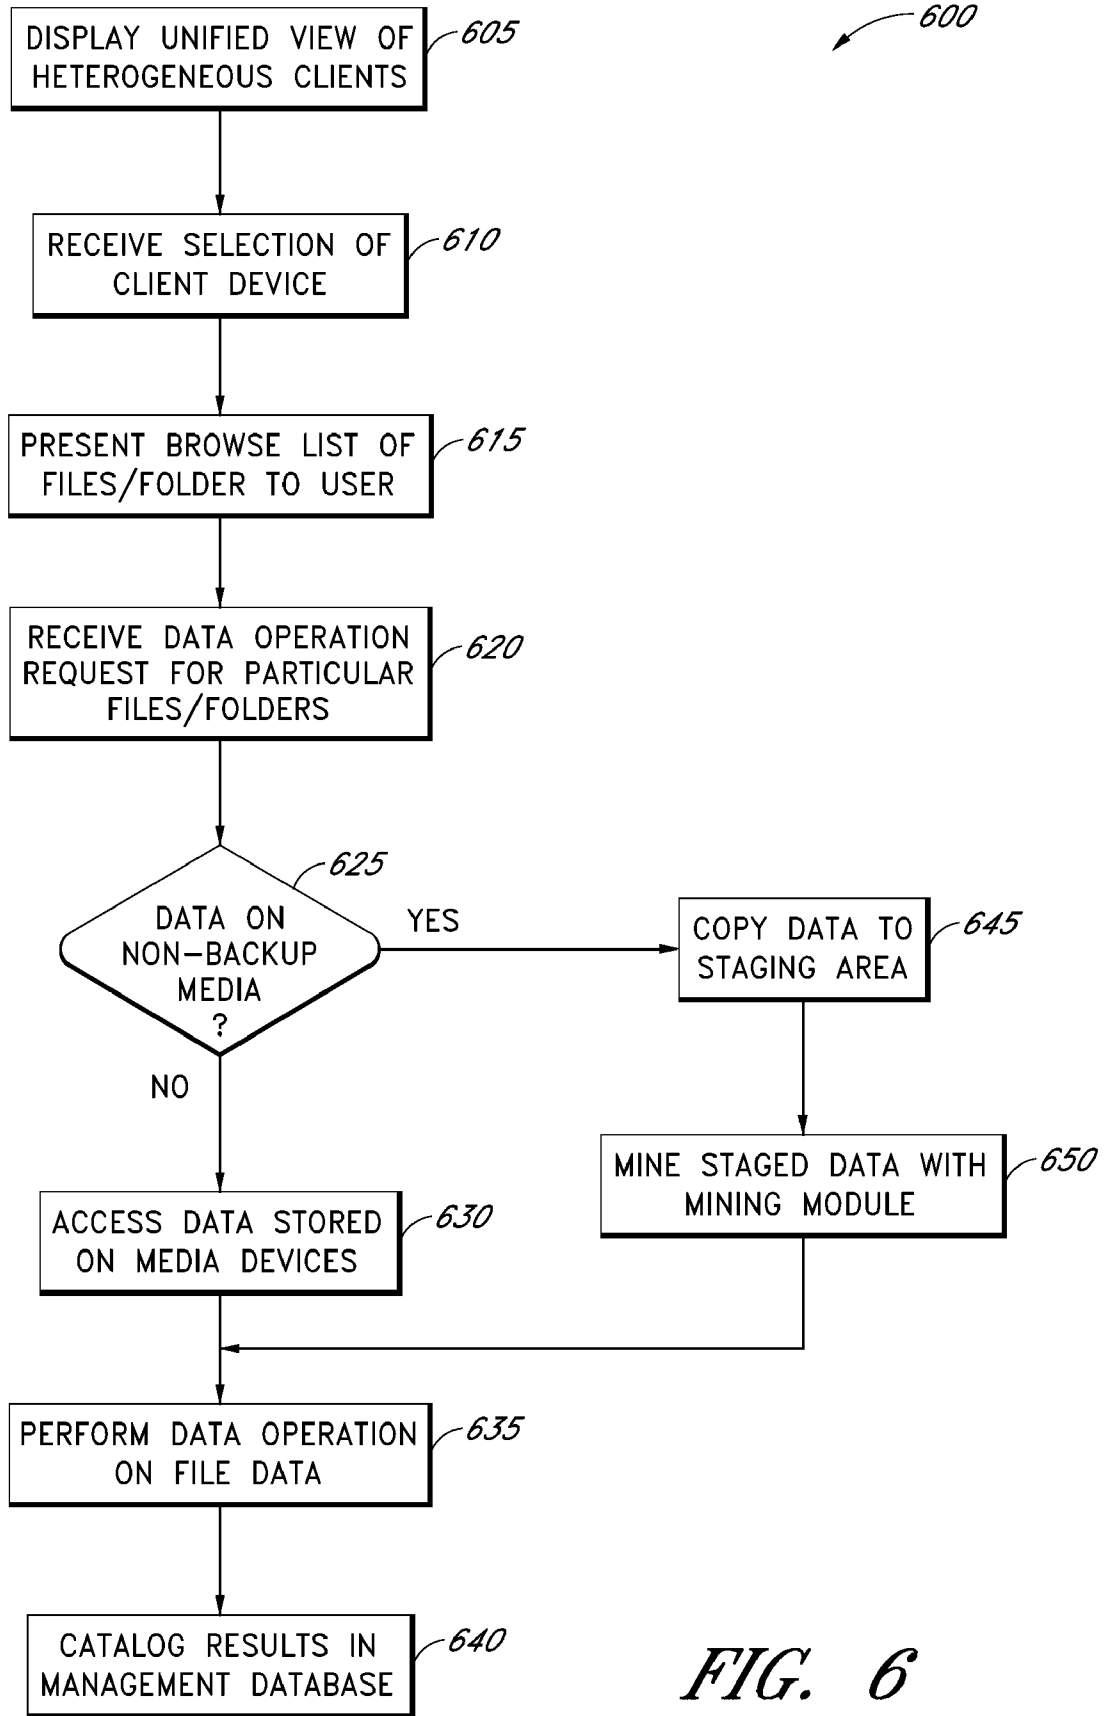 600
DISPLAY UNIFIED VIEW OF
HETEROGENEOUS CLIENTS
605
RECEIVE SELECTION OF
CLIENT DEVICE
610
PRESENT BROWSE LIST OF
FILES/FOLDER TO USER
615
RECEIVE DATA OPERATION
REQUEST FOR PARTICULAR
FILES/FOLDERS
620
DATA ON
NON-BACKUP
MEDIA
?
625
YES
COPY DATA TO
STAGING AREA
645
NO
MINE STAGED DATA WITH
MINING MODULE
650
ACCESS DATA STORED
ON MEDIA DEVICES
630
PERFORM DATA OPERATION
ON FILE DATA
635
CATALOG RESULTS IN
MANAGEMENT DATABASE
640
FIG. 6